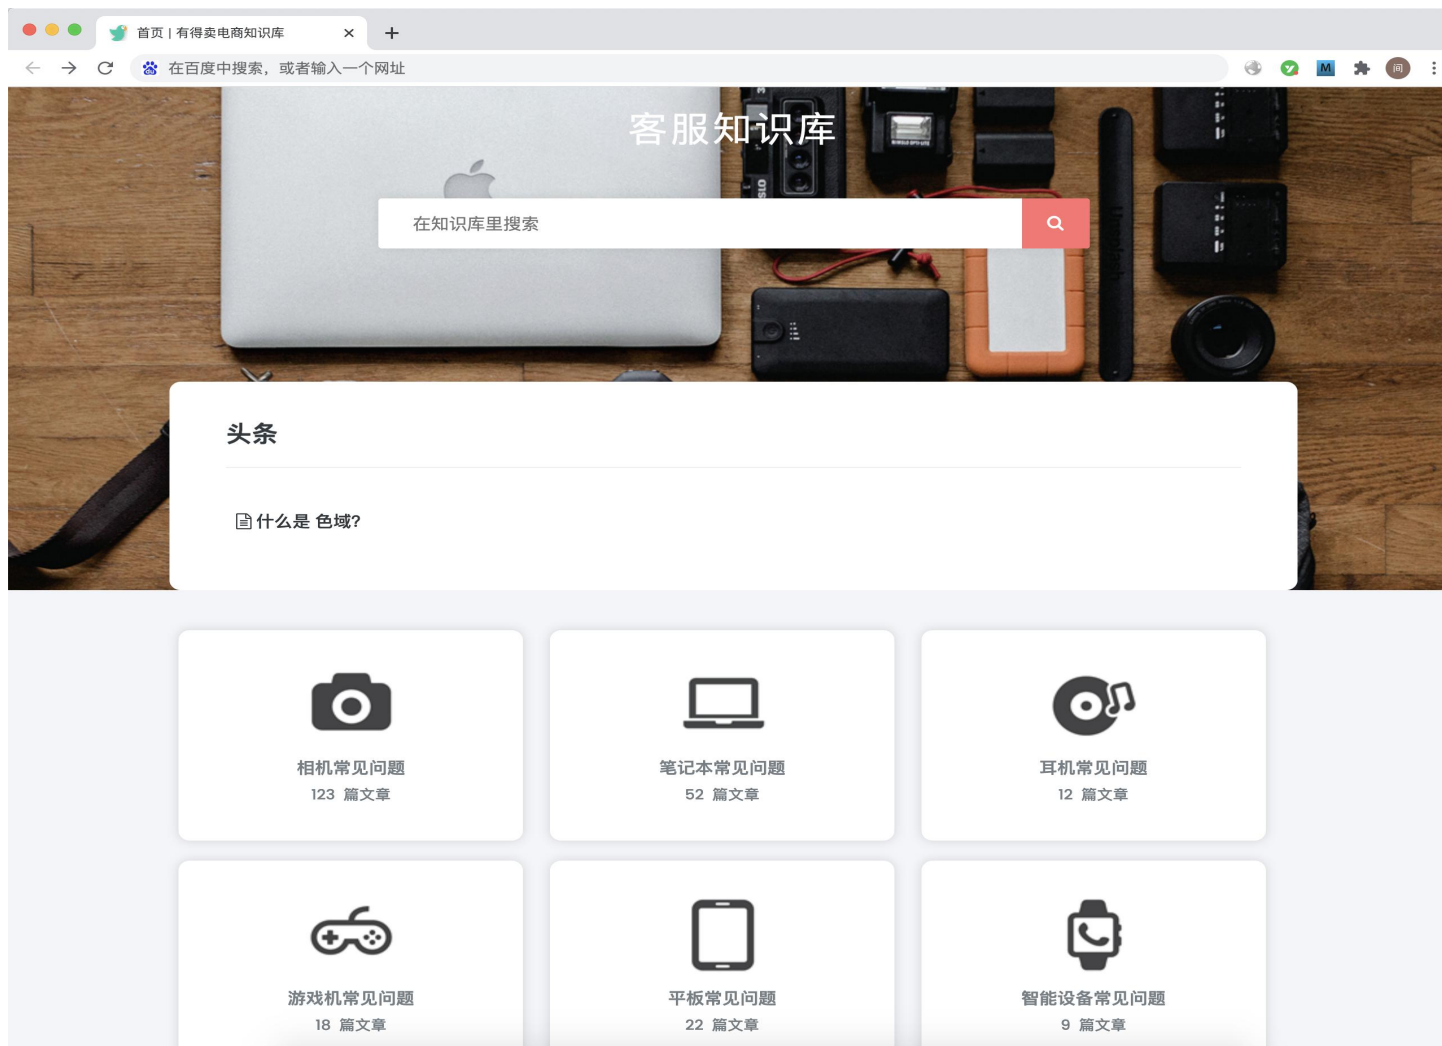 首页 | 有得卖电商知识库
在百度中搜索，或者输入一个网址
M
间
客服知识库
在知识库里搜索
头条
什么是 色域?
相机常见问题
123 篇文章
笔记本常见问题
52 篇文章
耳机常见问题
12 篇文章
游戏机常见问题
18 篇文章
平板常见问题
22 篇文章
智能设备常见问题
9 篇文章